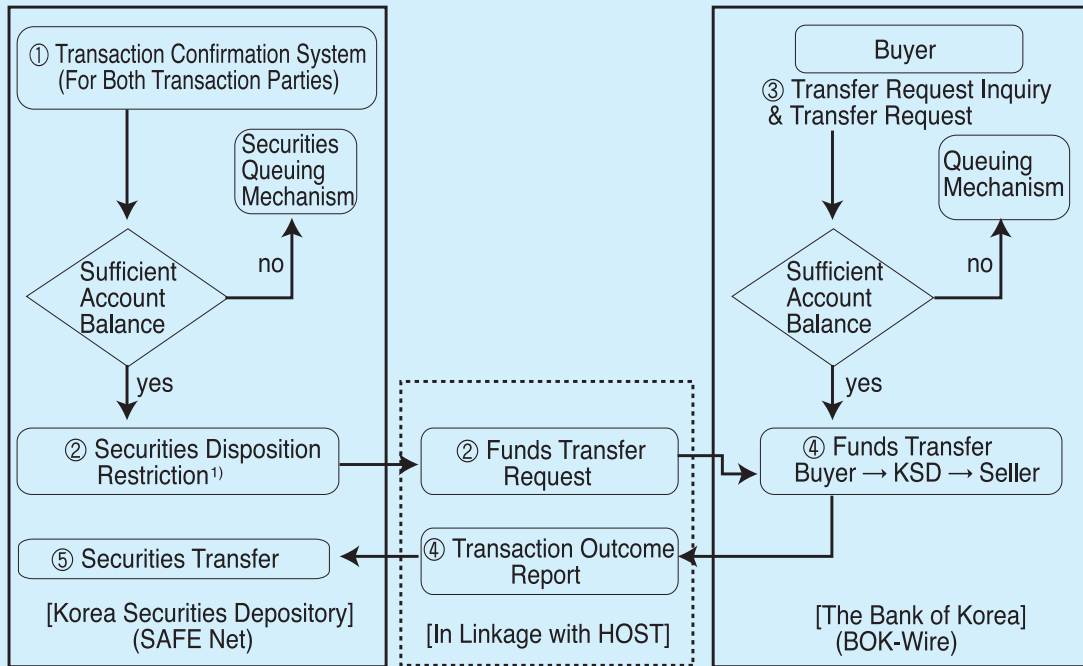 ① Transaction Confirmation System
(For Both Transaction Parties)
Securities
Queuing
Mechanism
Sufficient
Account
Balance
no
yes
② Securities Disposition
Restriction¹⁾
⑤ Securities Transfer
[Korea Securities Depository]
(SAFE Net)
② Funds Transfer
Request
④ Transaction Outcome
Report
[In Linkage with HOST]
Buyer
③ Transfer Request Inquiry
& Transfer Request
Queuing
Mechanism
Sufficient
Account
Balance
no
yes
④ Funds Transfer
Buyer → KSD → Seller
[The Bank of Korea]
(BOK-Wire)